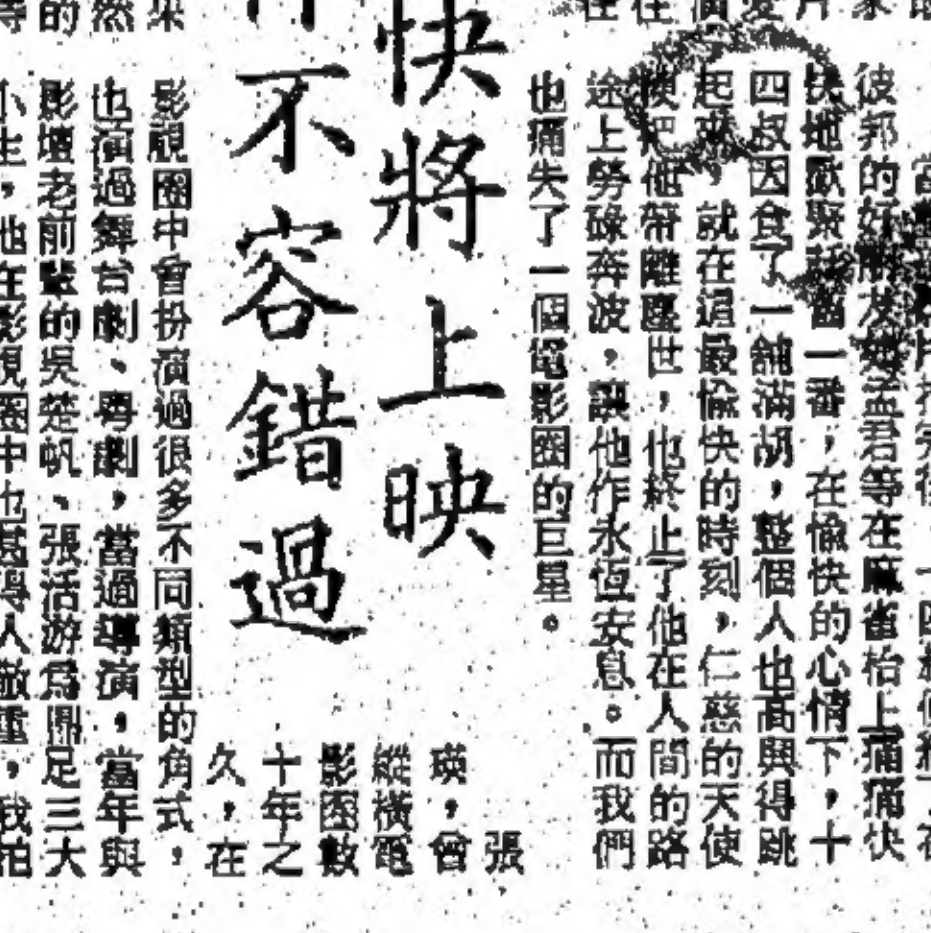 彼邦的好朋友鄭孟君等在麻雀枱上痛痛快
快地歐聚暢敍一番，在愉快的心情下，十
四叔因食了一舖滿胡，整個人也高興得跳
起來，就在這最愉快的時刻，仁慈的天使
便把他帶離塵世，他終止了他在人間的路
途上勞碌奔波，讓他作永恆安息。而我們
也痛失了一個電影圈的巨星。
快將上映
不容錯過
張
瑛，曾
縱橫電
影圈數
十年之
久，在
影視圈中曾扮演過很多不同類型的角式，
也演過舞台劇、粵劇，當過導演，當年與
影壇老前輩的吳楚帆、張活游爲鼎足三大
小生，他在影視圈中也甚得人敬重，我拍